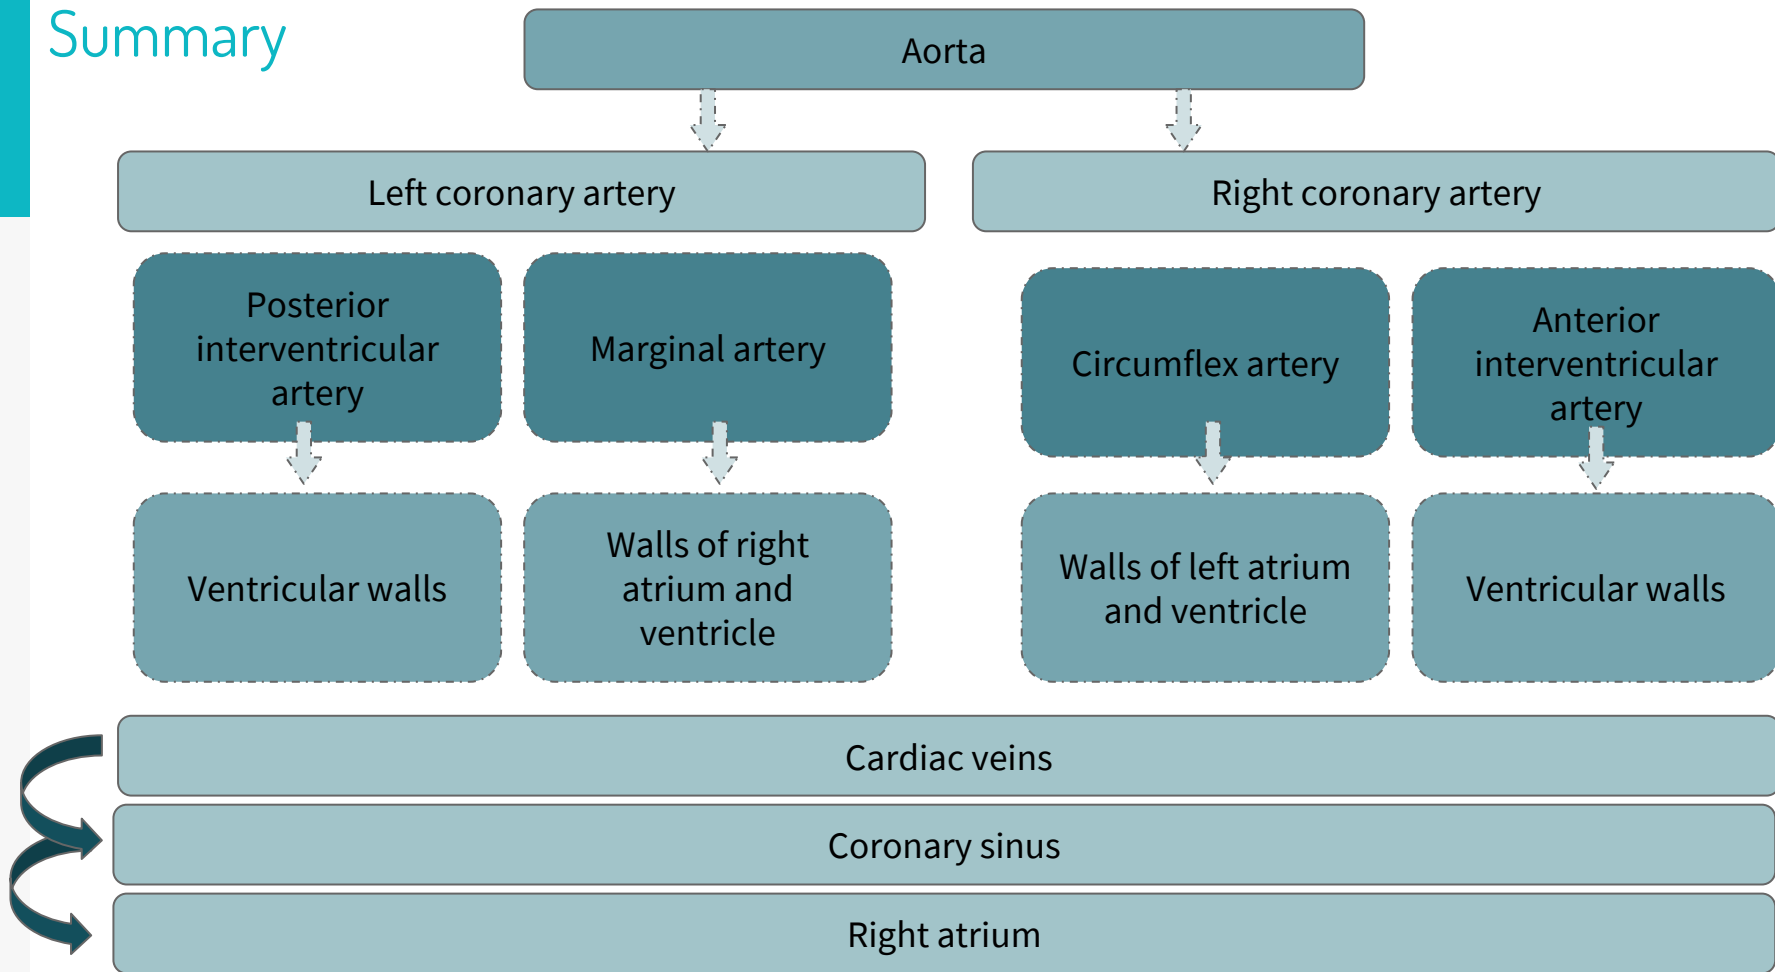 Summary
Aorta
Left coronary artery
Right coronary artery
Posterior
interventricular
artery
Marginal artery
Circumflex artery
Anterior
interventricular
artery
Ventricular walls
Walls of right
atrium and
ventricle
Walls of left atrium
and ventricle
Ventricular walls
Cardiac veins
Coronary sinus
Right atrium